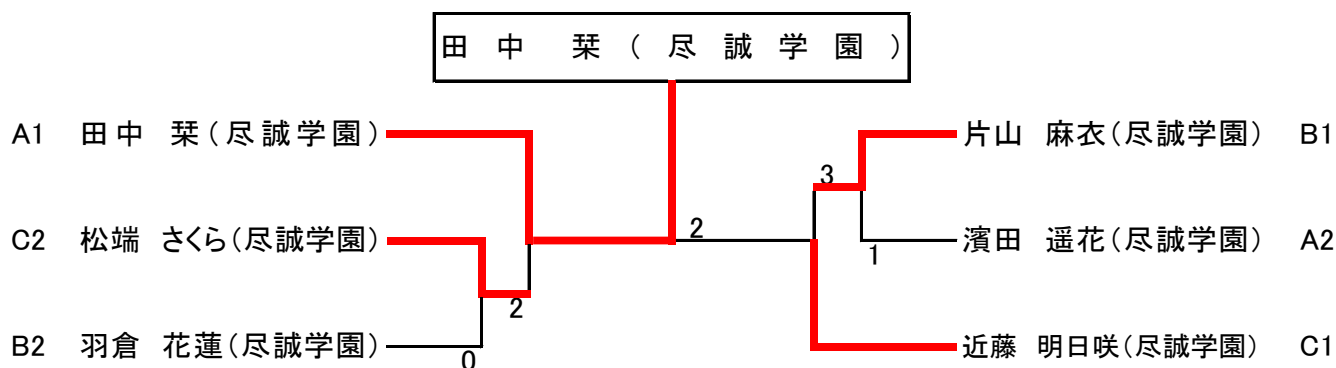 田中 栞(尽誠学園)
A1 田中 栞(尽誠学園)
片山 麻衣(尽誠学園) B1
3
C2 松端 さくら(尽誠学園)
2
濱田 遥花(尽誠学園) A2
1
2
B2 羽倉 花蓮(尽誠学園)
0
近藤 明日咲(尽誠学園) C1